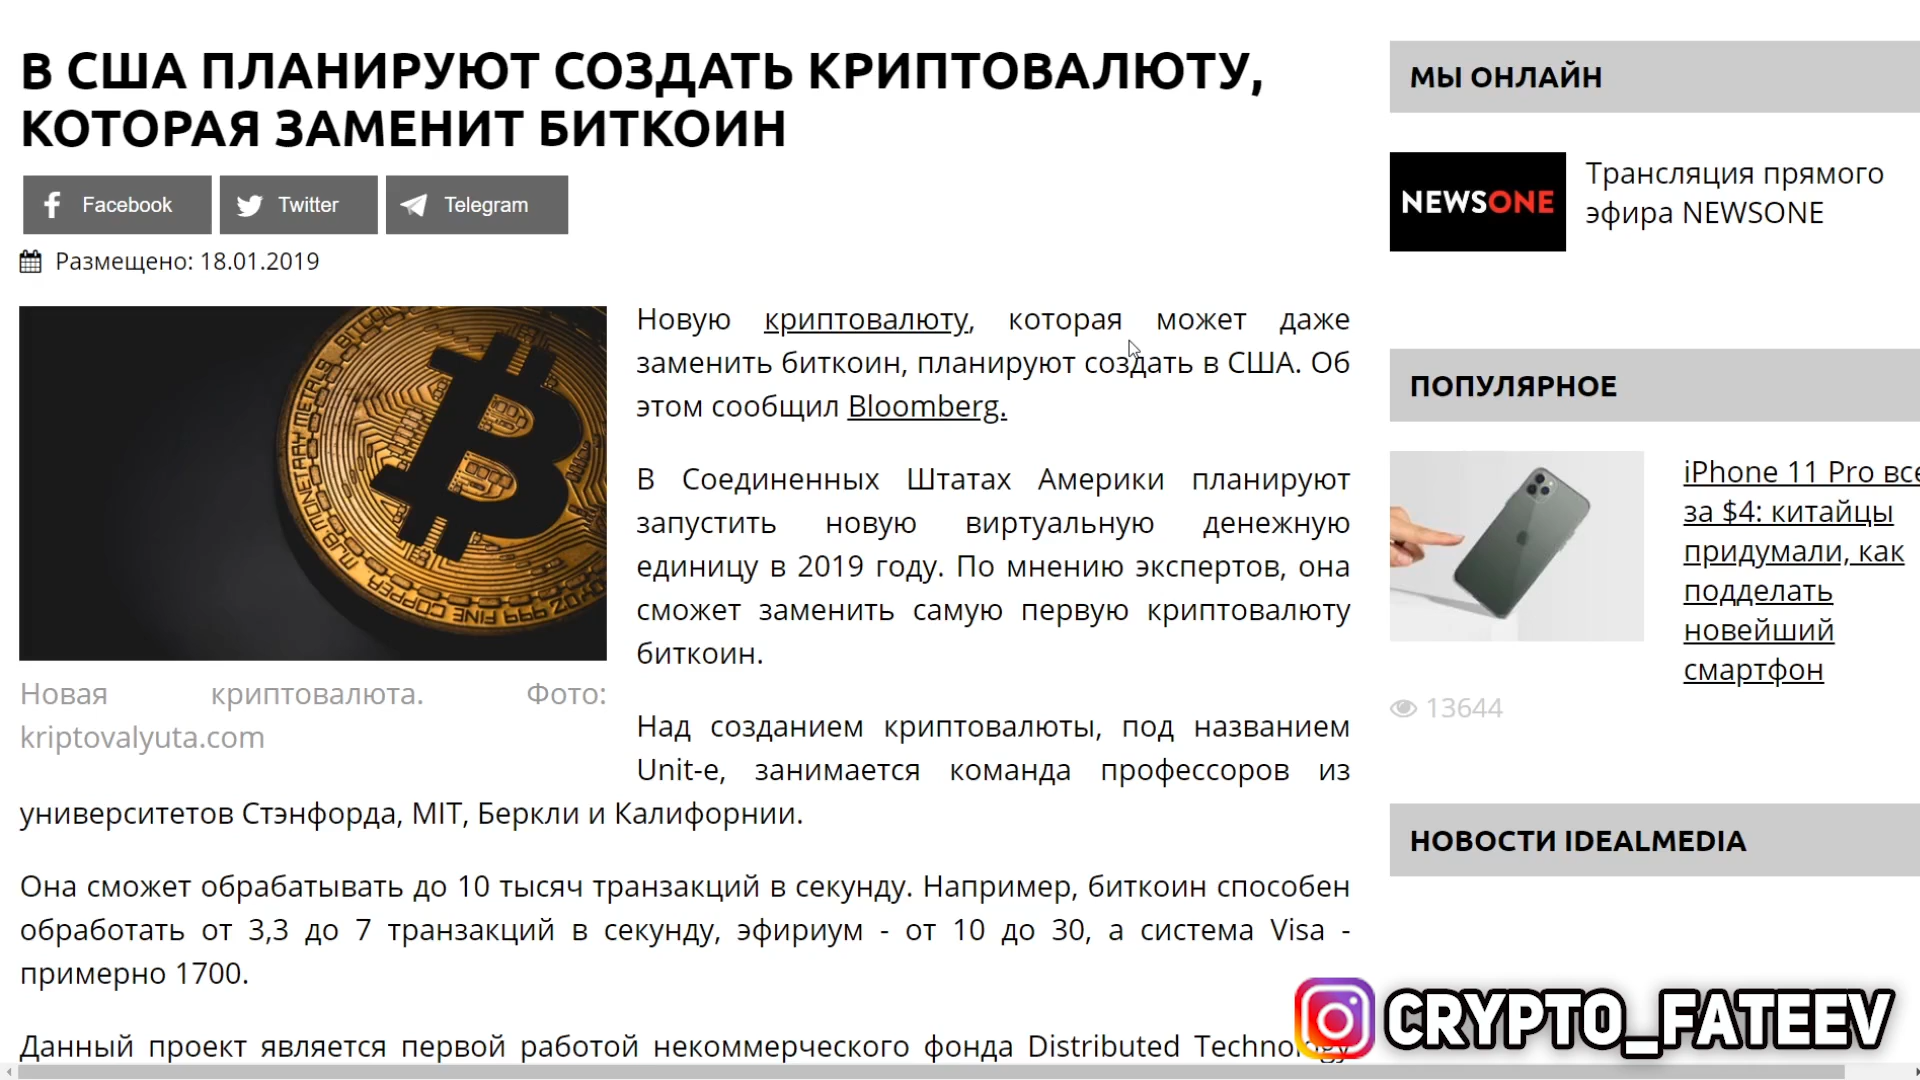 В США ПЛАНИРУЮТ СОЗДАТЬ КРИПТОВАЛЮТУ,
КОТОРАЯ ЗАМЕНИТ БИТКОИН
Facebook
Twitter
Telegram
Размещено: 18.01.2019
Новую криптовалюту, которая может даже
заменить биткоин, планируют создать в США. Об
этом сообщил Bloomberg.
В Соединенных Штатах Америки планируют
запустить новую виртуальную денежную
единицу в 2019 году. По мнению экспертов, она
сможет заменить самую первую криптовалюту
биткоин.
Новая криптовалюта. Фото:
kriptovalyuta.com
Над созданием криптовалюты, под названием
Unit-e, занимается команда профессоров из
университетов Стэнфорда, MIT, Беркли и Калифорнии.
Она сможет обрабатывать до 10 тысяч транзакций в секунду. Например, биткоин способен
обработать от 3,3 до 7 транзакций в секунду, эфириум - от 10 до 30, а система Visa -
примерно 1700.
Данный проект является первой работой некоммерческого фонда Distributed Technology
МЫ ОНЛАЙН
NEWSONE
Трансляция прямого
эфира NEWSONE
ПОПУЛЯРНОЕ
iPhone 11 Pro все
за $4: китайцы
придумали, как
подделать
новейший
смартфон
13644
НОВОСТИ IDEALMEDIA
CRYPTO_FATEEV